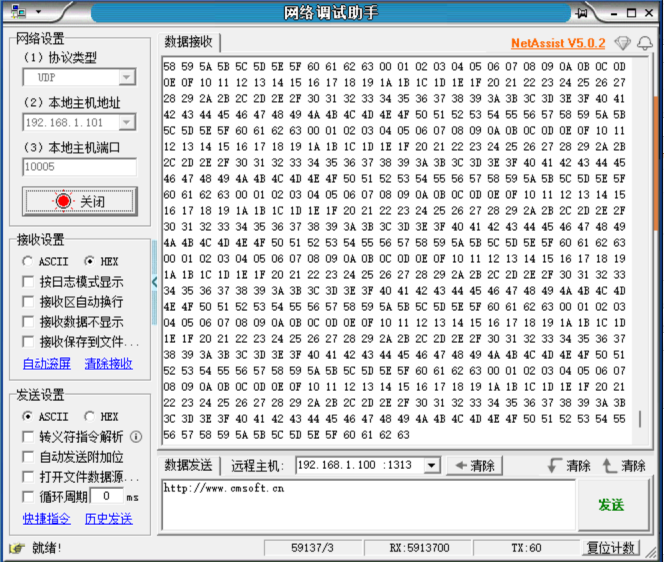 网络调试助手
网络设置
(1) 协议类型
UDP
(2) 本地主机地址
192.168.1.101
(3) 本地主机端口
10005
关闭
接收设置
ASCII HEX
按日志模式显示
接收区自动换行
接收数据不显示
接收保存到文件...
自动滚屏 清除接收
发送设置
ASCII HEX
转义符指令解析
自动发送附加位
打开文件数据源...
循环周期 0 ms
快捷指令 历史发送
数据接收 NetAssist V5.0.2
58 59 5A 5B 5C 5D 5E 5F 60 61 62 63 00 01 02 03 04 05 06 07 08 09 0A 0B 0C 0D
0E 0F 10 11 12 13 14 15 16 17 18 19 1A 1B 1C 1D 1E 1F 20 21 22 23 24 25 26 27
28 29 2A 2B 2C 2D 2E 2F 30 31 32 33 34 35 36 37 38 39 3A 3B 3C 3D 3E 3F 40 41
42 43 44 45 46 47 48 49 4A 4B 4C 4D 4E 4F 50 51 52 53 54 55 56 57 58 59 5A 5B
5C 5D 5E 5F 60 61 62 63 00 01 02 03 04 05 06 07 08 09 0A 0B 0C 0D 0E 0F 10 11
12 13 14 15 16 17 18 19 1A 1B 1C 1D 1E 1F 20 21 22 23 24 25 26 27 28 29 2A 2B
2C 2D 2E 2F 30 31 32 33 34 35 36 37 38 39 3A 3B 3C 3D 3E 3F 40 41 42 43 44 45
46 47 48 49 4A 4B 4C 4D 4E 4F 50 51 52 53 54 55 56 57 58 59 5A 5B 5C 5D 5E 5F
60 61 62 63 00 01 02 03 04 05 06 07 08 09 0A 0B 0C 0D 0E 0F 10 11 12 13 14 15
16 17 18 19 1A 1B 1C 1D 1E 1F 20 21 22 23 24 25 26 27 28 29 2A 2B 2C 2D 2E 2F
30 31 32 33 34 35 36 37 38 39 3A 3B 3C 3D 3E 3F 40 41 42 43 44 45 46 47 48 49
4A 4B 4C 4D 4E 4F 50 51 52 53 54 55 56 57 58 59 5A 5B 5C 5D 5E 5F 60 61 62 63
00 01 02 03 04 05 06 07 08 09 0A 0B 0C 0D 0E 0F 10 11 12 13 14 15 16 17 18 19
1A 1B 1C 1D 1E 1F 20 21 22 23 24 25 26 27 28 29 2A 2B 2C 2D 2E 2F 30 31 32 33
34 35 36 37 38 39 3A 3B 3C 3D 3E 3F 40 41 42 43 44 45 46 47 48 49 4A 4B 4C 4D
4E 4F 50 51 52 53 54 55 56 57 58 59 5A 5B 5C 5D 5E 5F 60 61 62 63 00 01 02 03
04 05 06 07 08 09 0A 0B 0C 0D 0E 0F 10 11 12 13 14 15 16 17 18 19 1A 1B 1C 1D
1E 1F 20 21 22 23 24 25 26 27 28 29 2A 2B 2C 2D 2E 2F 30 31 32 33 34 35 36 37
38 39 3A 3B 3C 3D 3E 3F 40 41 42 43 44 45 46 47 48 49 4A 4B 4C 4D 4E 4F 50 51
52 53 54 55 56 57 58 59 5A 5B 5C 5D 5E 5F 60 61 62 63 00 01 02 03 04 05 06 07
08 09 0A 0B 0C 0D 0E 0F 10 11 12 13 14 15 16 17 18 19 1A 1B 1C 1D 1E 1F 20 21
22 23 24 25 26 27 28 29 2A 2B 2C 2D 2E 2F 30 31 32 33 34 35 36 37 38 39 3A 3B
3C 3D 3E 3F 40 41 42 43 44 45 46 47 48 49 4A 4B 4C 4D 4E 4F 50 51 52 53 54 55
56 57 58 59 5A 5B 5C 5D 5E 5F 60 61 62 63
数据发送 远程主机: 192.168.1.100 :1313 清除 清除 清除
http://www.cmsoft.cn
发送
就绪! 59137/3 RX:5913700 TX:60 复位计数